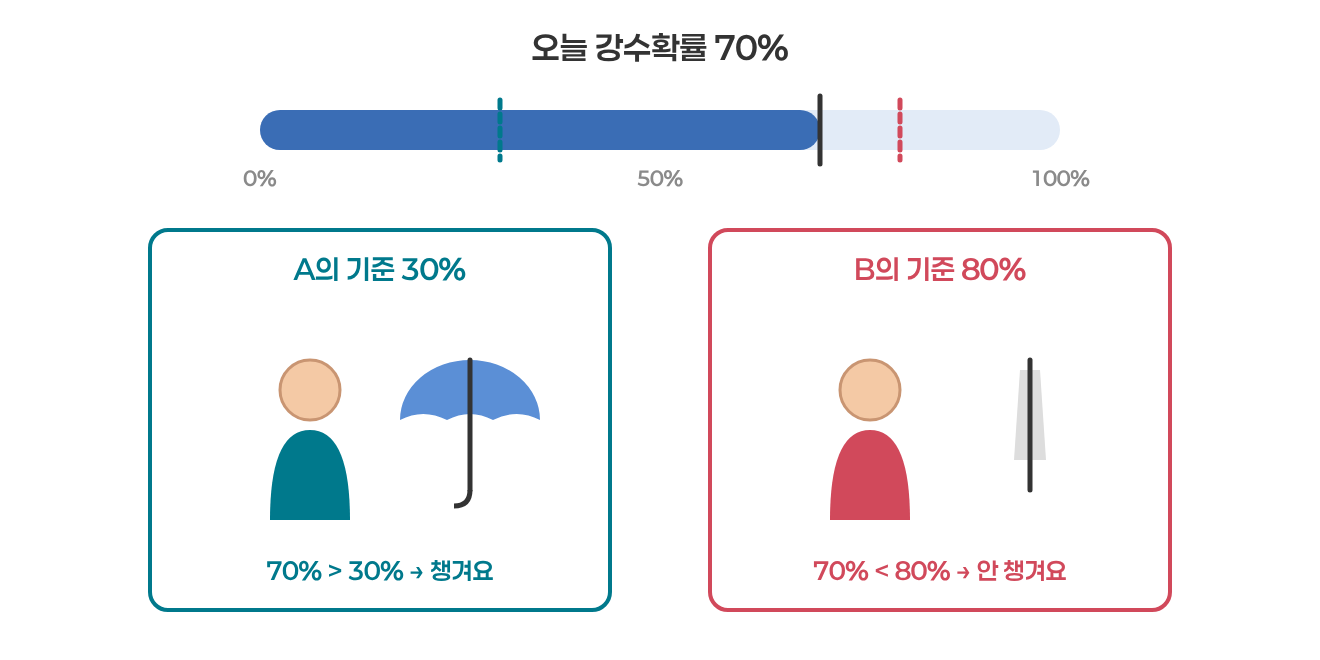 오늘 강수확률 70%
0%
50%
100%
A의 기준 30%
B의 기준 80%
70% > 30% → 챙겨요
70% < 80% → 안 챙겨요